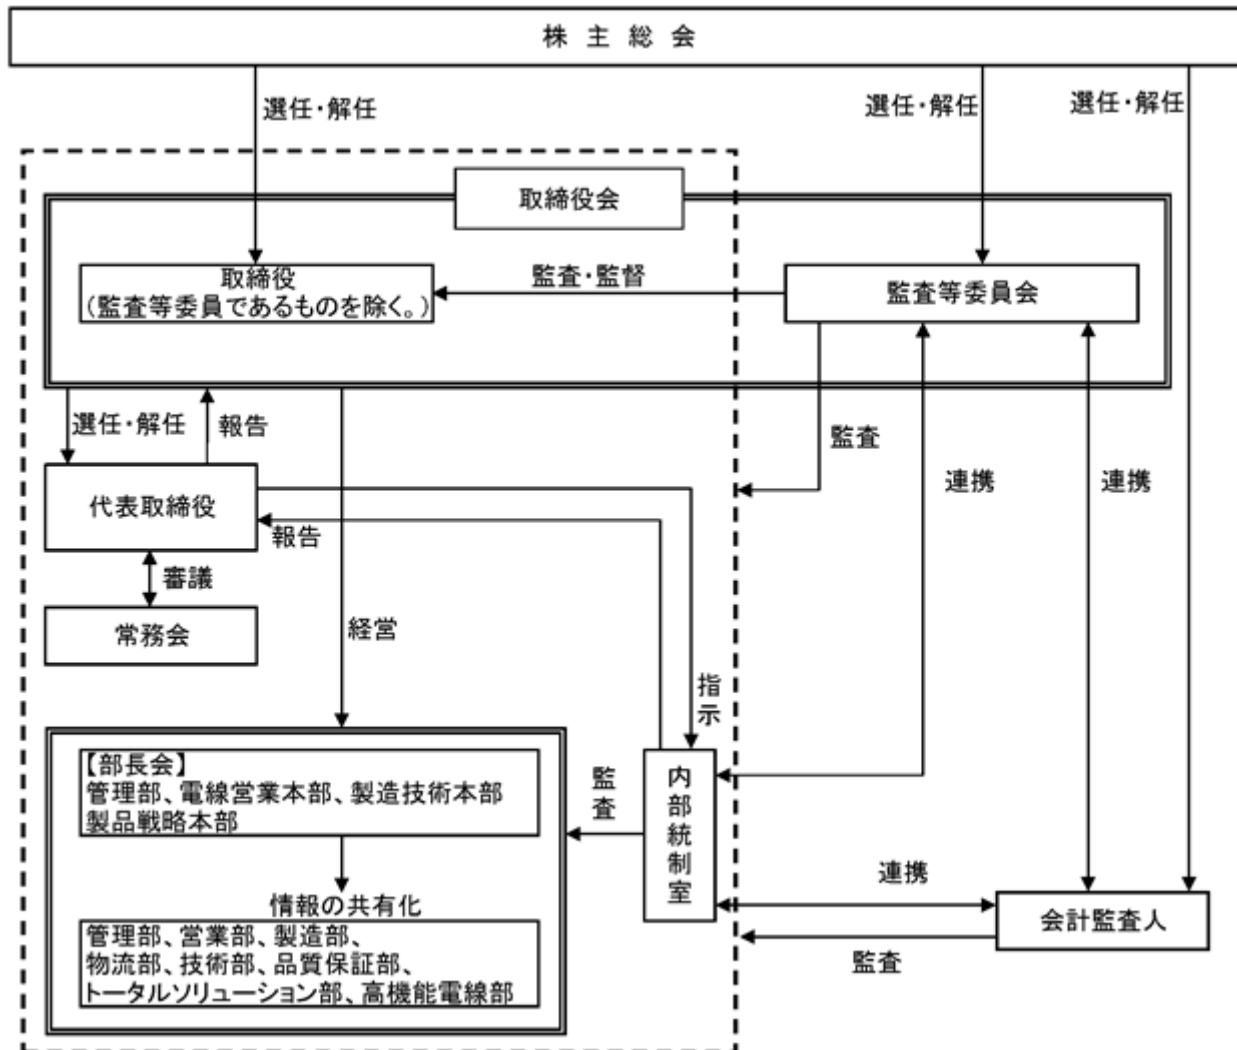 株 主 総 会
選任・解任
選任・解任
選任・解任
取締役会
取締役
(監査等委員であるものを除く。)
監査・監督
監査等委員会
選任・解任
報告
監査
連携
連携
代表取締役
報告
審議
常務会
経営
指示
【部長会】
管理部、電線営業本部、製造技術本部
製品戦略本部
監査
内部統制室
情報の共有化
管理部、営業部、製造部、
物流部、技術部、品質保証部、
トータルソリューション部、高機能電線部
連携
会計監査人
監査